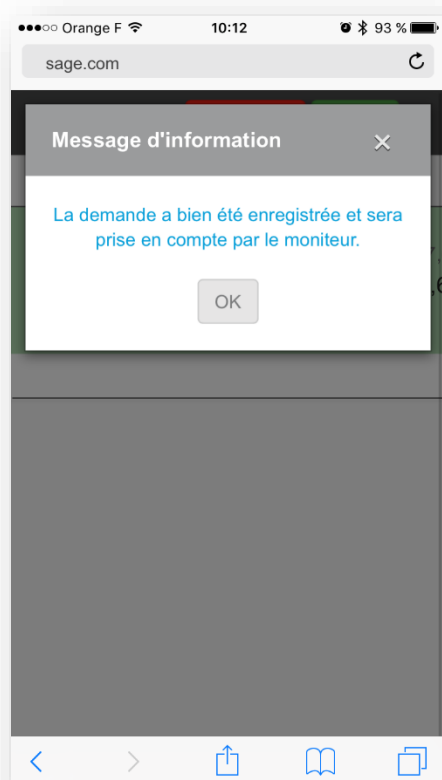 Orange F 10:12 93 %
sage.com
Message d'information
La demande a bien été enregistrée et sera
prise en compte par le moniteur.
OK